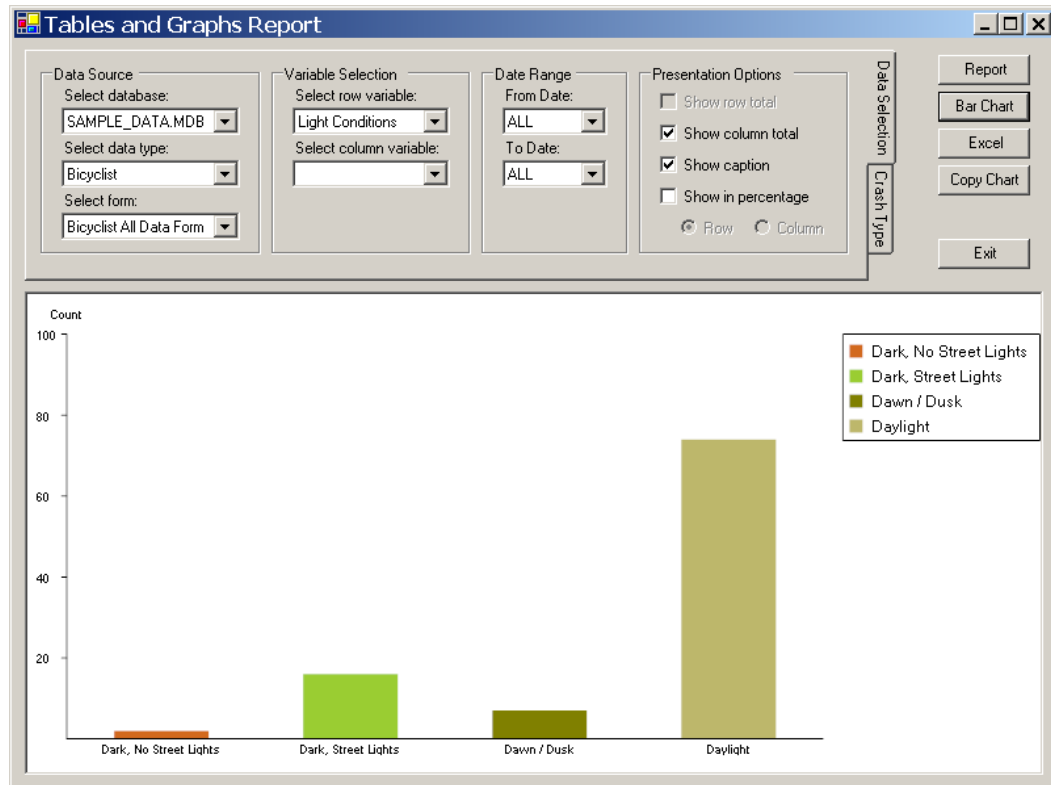 Tables and Graphs Report
Data Source
Select database:
SAMPLE_DATA.MDB
Select data type:
Bicyclist
Select form:
Bicyclist All Data Form
Variable Selection
Select row variable:
Light Conditions
Select column variable:
Date Range
From Date:
ALL
To Date:
ALL
Presentation Options
Show row total
Show column total
Show caption
Show in percentage
Row
Column
Data Selection
Crash Type
Report
Bar Chart
Excel
Copy Chart
Exit
Count
100
80
60
40
20
Dark, No Street Lights
Dark, Street Lights
Dawn / Dusk
Daylight
Dark, No Street Lights
Dark, Street Lights
Dawn / Dusk
Daylight